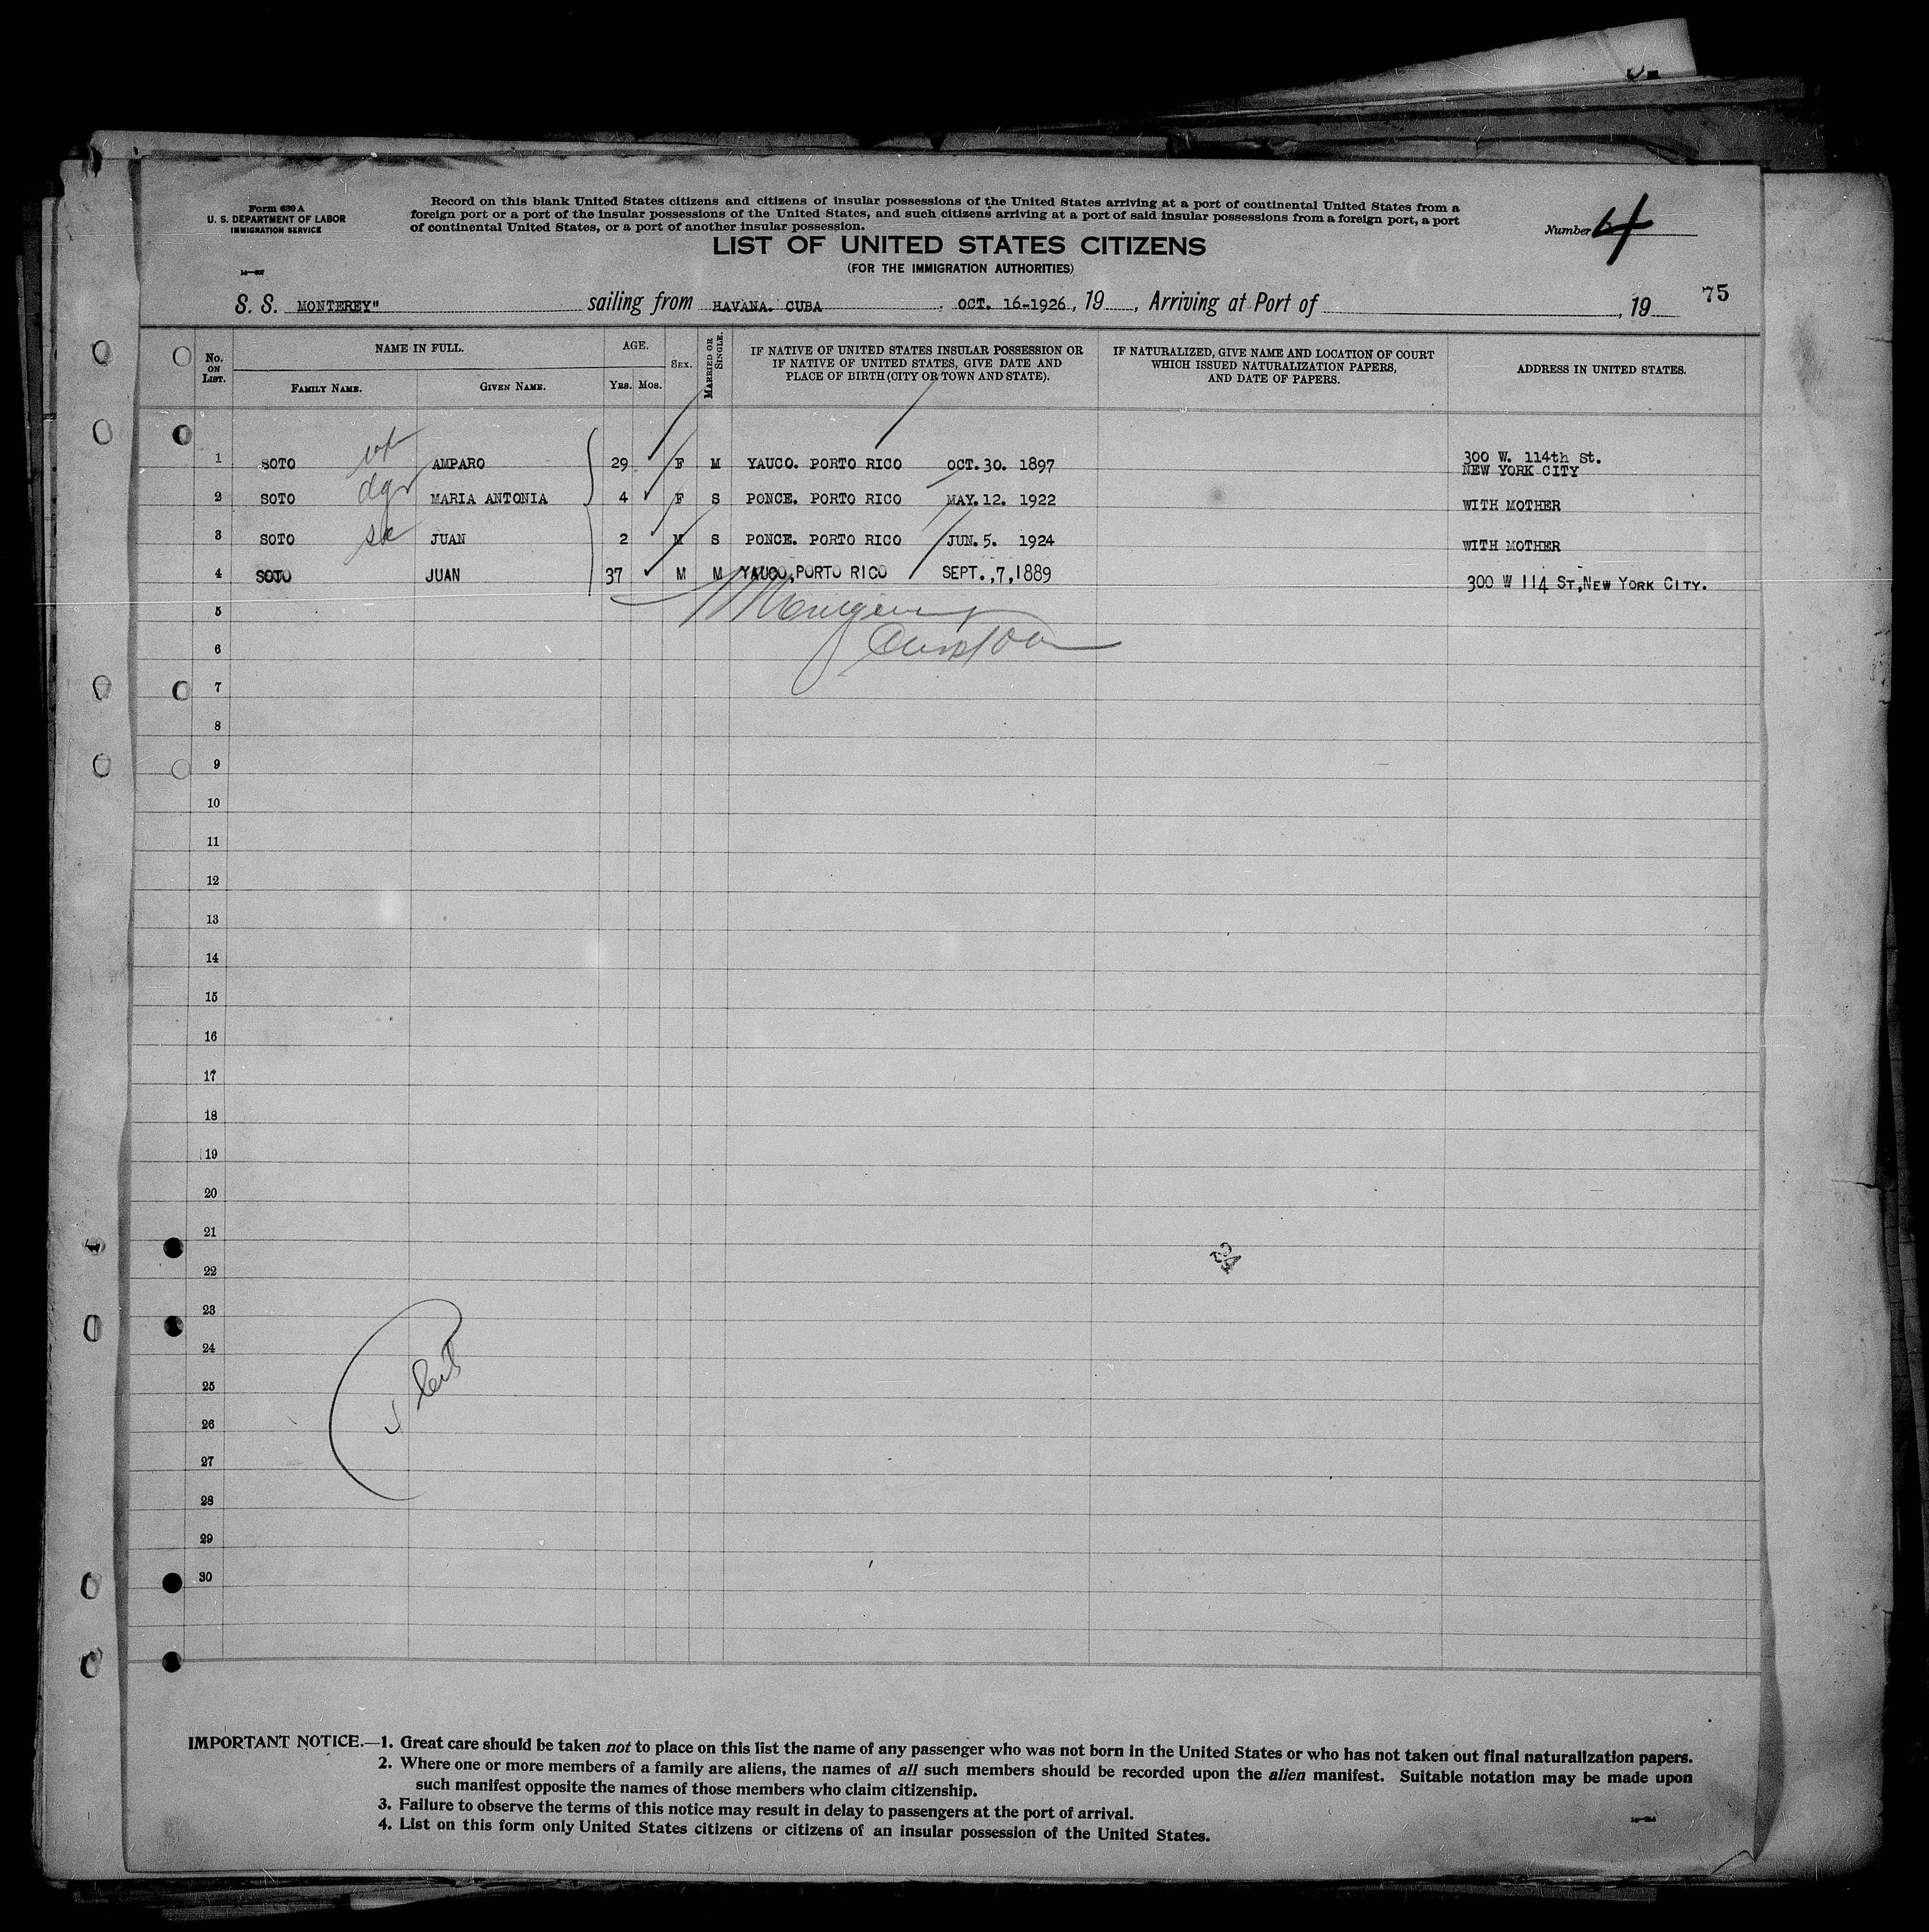 Form 630 A
U. S. DEPARTMENT OF LABOR
IMMIGRATION SERVICE
Record on this blank United States citizens and citizens of insular possessions of the United States arriving at a port of continental United States from a
foreign port or a port of the insular possessions of the United States, and such citizens arriving at a port of said insular possessions from a foreign port, a port
of continental United States, or a port of another insular possession.
Number 4
LIST OF UNITED STATES CITIZENS
(FOR THE IMMIGRATION AUTHORITIES)
S. S. MONTEREY" sailing from HAVANA. CUBA OCT. 16-1926, 19 , Arriving at Port of , 19
75
No. ON LIST. NAME IN FULL. AGE. SEX. MARRIED OR SINGLE. IF NATIVE OF UNITED STATES INSULAR POSSESSION OR IF NATIVE OF UNITED STATES, GIVE DATE AND PLACE OF BIRTH (CITY OR TOWN AND STATE). IF NATURALIZED, GIVE NAME AND LOCATION OF COURT WHICH ISSUED NATURALIZATION PAPERS, AND DATE OF PAPERS. ADDRESS IN UNITED STATES.
FAMILY NAME. GIVEN NAME. YRS. MOS.
1 SOTO wf AMPARO 29 F M YAUCO. PORTO RICO OCT. 30. 1897 300 W. 114th St.
NEW YORK CITY
2 SOTO dgr MARIA ANTONIA 4 F S PONCE. PORTO RICO MAY. 12. 1922 WITH MOTHER
3 SOTO JUAN 2 M S PONCE. PORTO RICO JUN. 5. 1924 WITH MOTHER
4 SOTO JUAN 37 M M YAUCO, PORTO RICO SEPT., 7, 1889 300 W 114 ST, NEW YORK CITY.
5
6
7
8
9
10
11
12
13
14
15
16
17
18
19
20
21
22
23
24
25
26
27
28
29
30
24
IMPORTANT NOTICE.—1. Great care should be taken not to place on this list the name of any passenger who was not born in the United States or who has not taken out final naturalization papers.
2. Where one or more members of a family are aliens, the names of all such members should be recorded upon the alien manifest. Suitable notation may be made upon
such manifest opposite the names of those members who claim citizenship.
3. Failure to observe the terms of this notice may result in delay to passengers at the port of arrival.
4. List on this form only United States citizens or citizens of an insular possession of the United States.